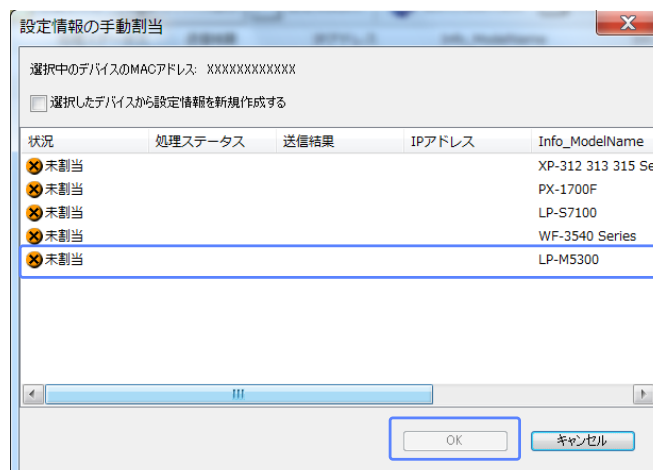 設定情報の手動割当
選択中のデバイスのMACアドレス: XXXXXXXXXXXX
選択したデバイスから設定情報を新規作成する
状況 処理ステータス 送信結果 IPアドレス Info_ModelName
未割当 XP-312 313 315 Se
未割当 PX-1700F
未割当 LP-S7100
未割当 WF-3540 Series
未割当 LP-M5300
OK キャンセル